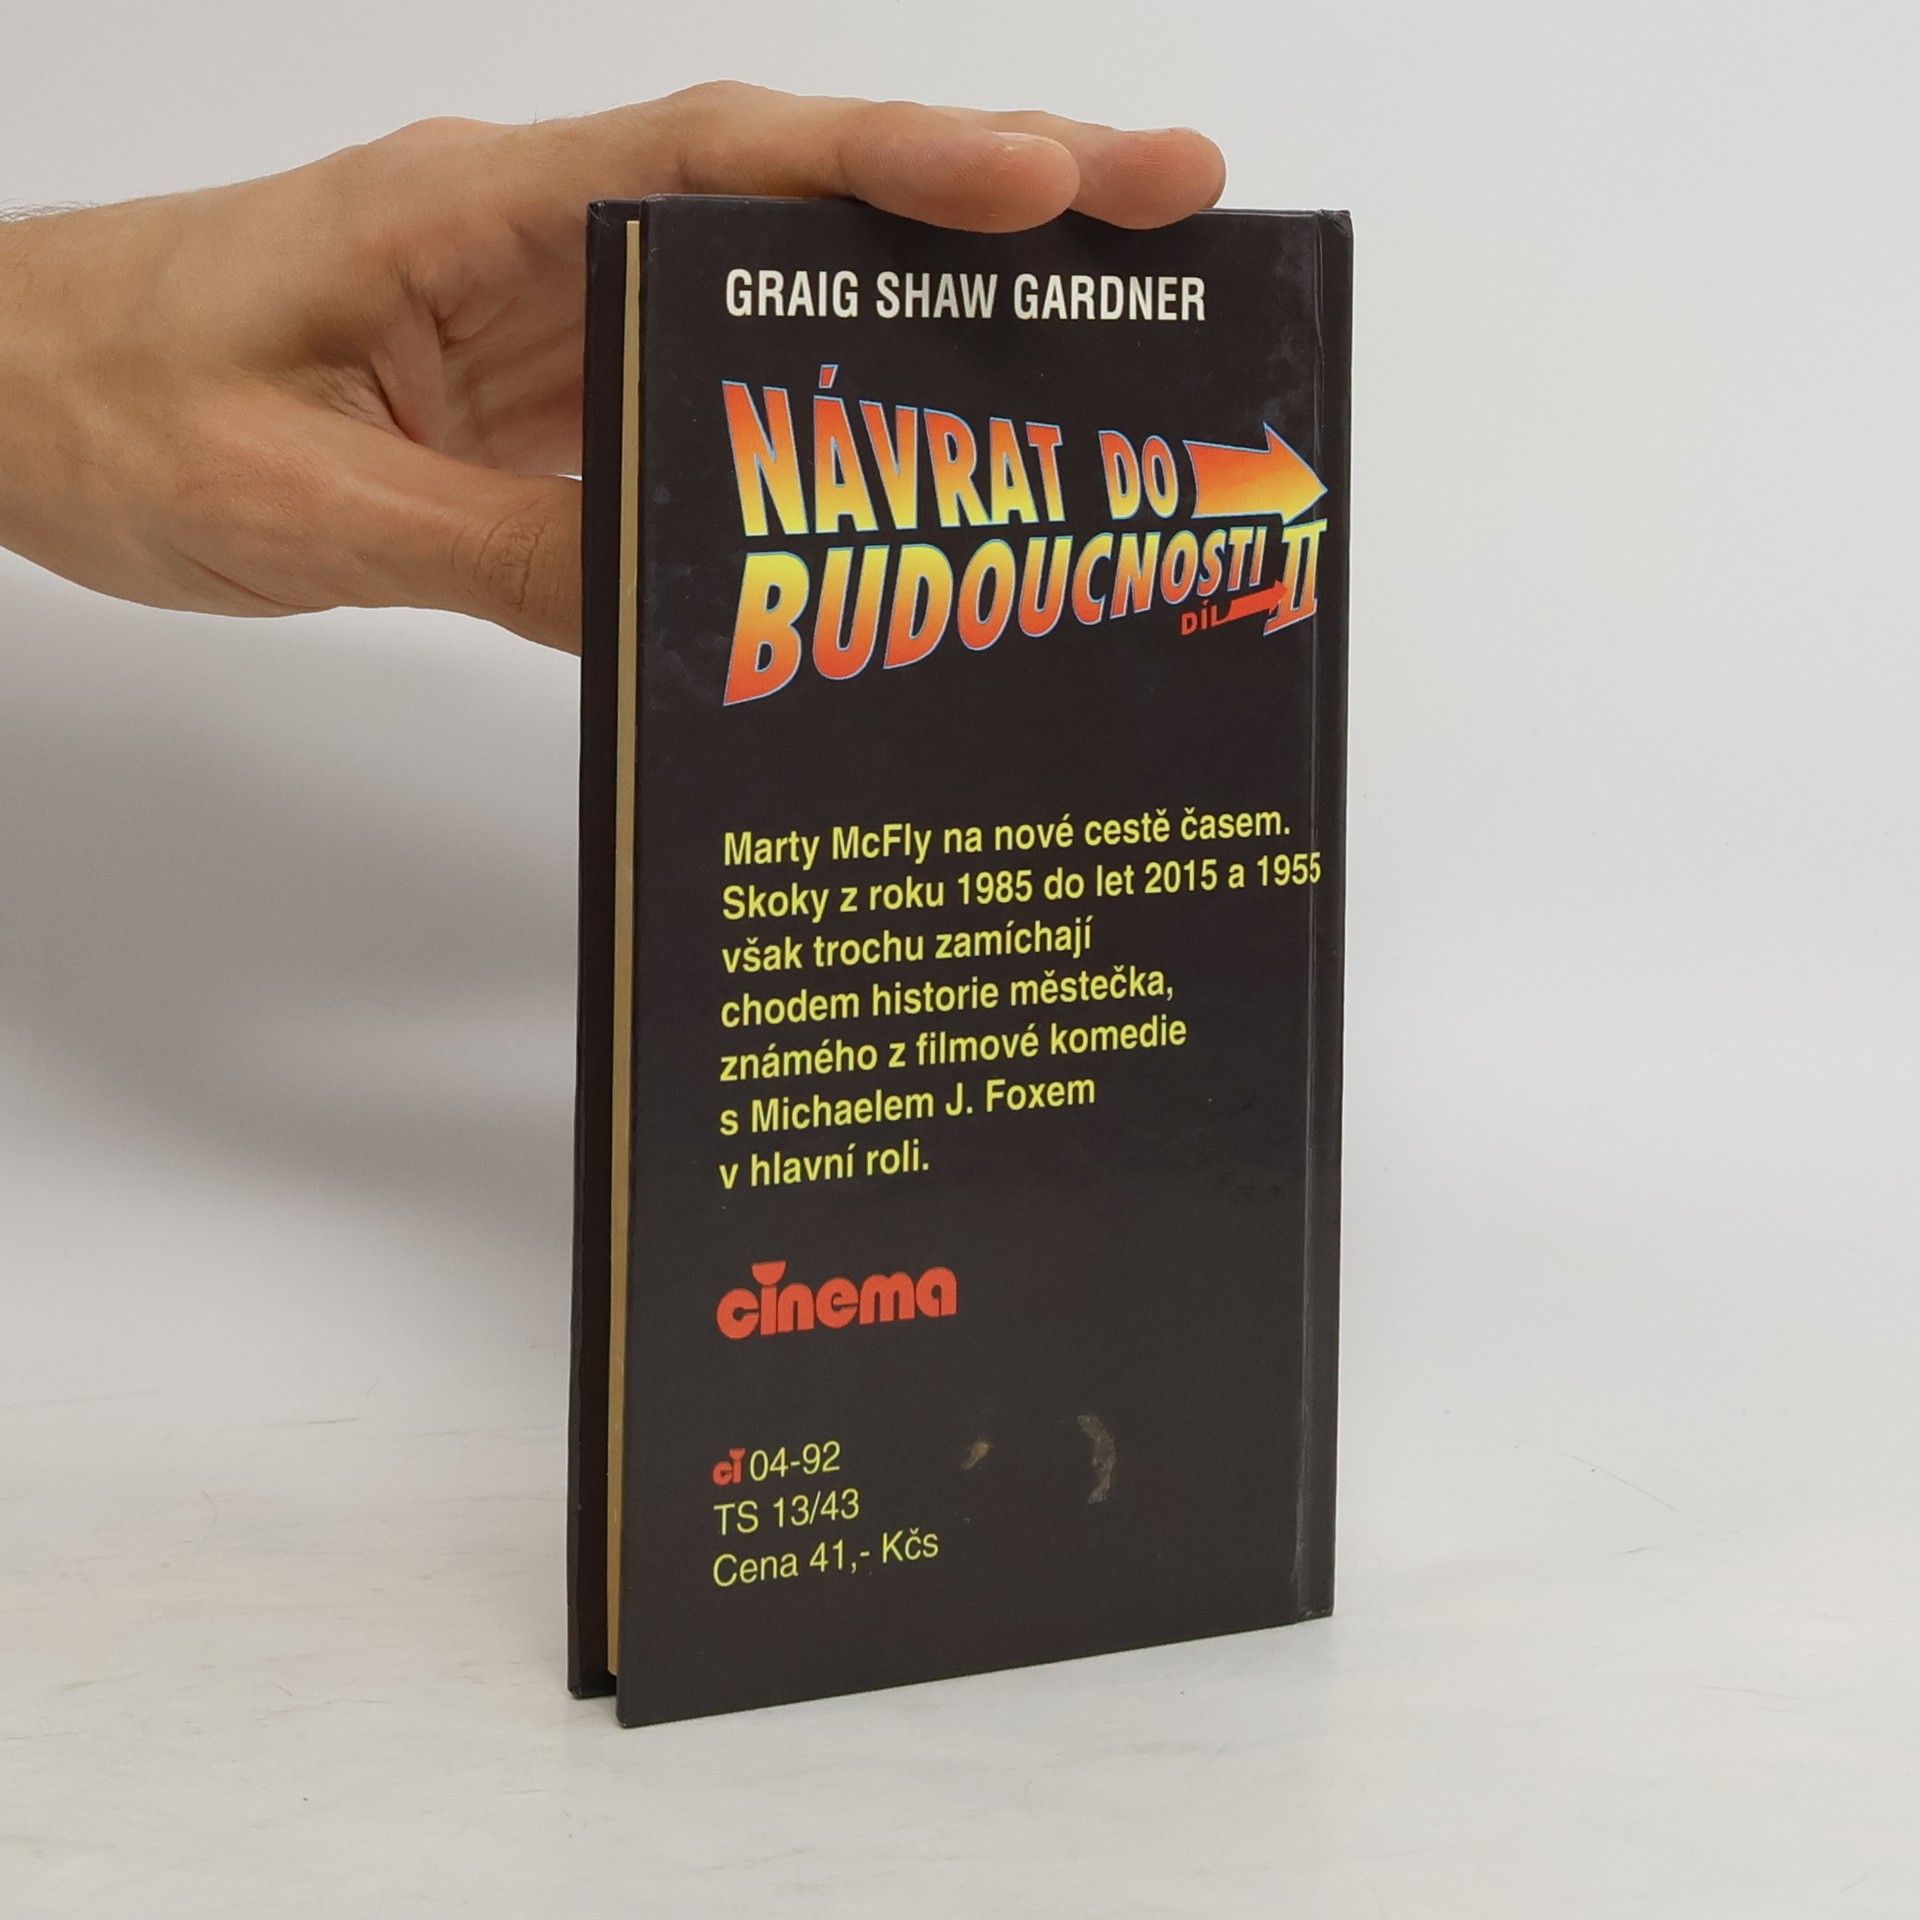 GRAIG SHAW GARDNER
NÁVRAT DO
BUDOUCNOSTI II
DÍL
Marty McFly na nové cestě časem.
Skoky z roku 1985 do let 2015 a 1955
však trochu zamíchají
chodem historie městečka,
známého z filmové komedie
s Michaelem J. Foxem
v hlavní roli.
cinema
ci 04-92
TS 13/43
Cena 41,- Kčs